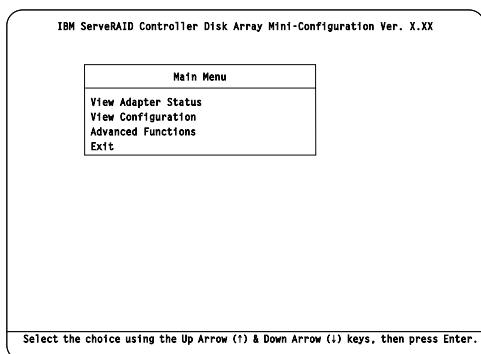 IBM ServeRAID Controller Disk Array Mini-Configuration Ver. X.XX
Main Menu
View Adapter Status
View Configuration
Advanced Functions
Exit
Select the choice using the Up Arrow (↑) & Down Arrow (↓) keys, then press Enter.